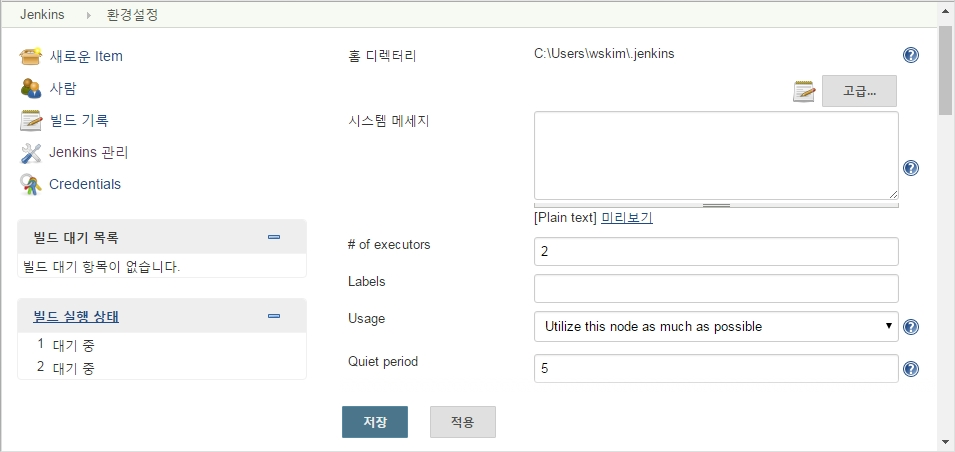 Jenkins 환경설정
새로운 Item
사람
빌드 기록
Jenkins 관리
Credentials
빌드 대기 목록
빌드 대기 항목이 없습니다.
빌드 실행 상태
1 대기 중
2 대기 중
홈 디렉터리 C:\Users\wskim\.jenkins
고급...
시스템 메세지
[Plain text] 미리보기
# of executors 2
Labels
Usage Utilize this node as much as possible
Quiet period 5
저장 적용